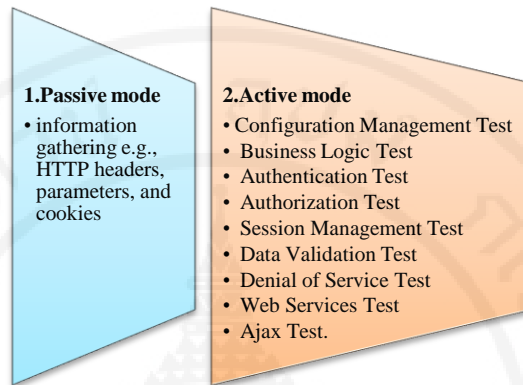 1.Passive mode
• information
gathering e.g.,
HTTP headers,
parameters, and
cookies
2.Active mode
• Configuration Management Test
• Business Logic Test
• Authentication Test
• Authorization Test
• Session Management Test
• Data Validation Test
• Denial of Service Test
• Web Services Test
• Ajax Test.